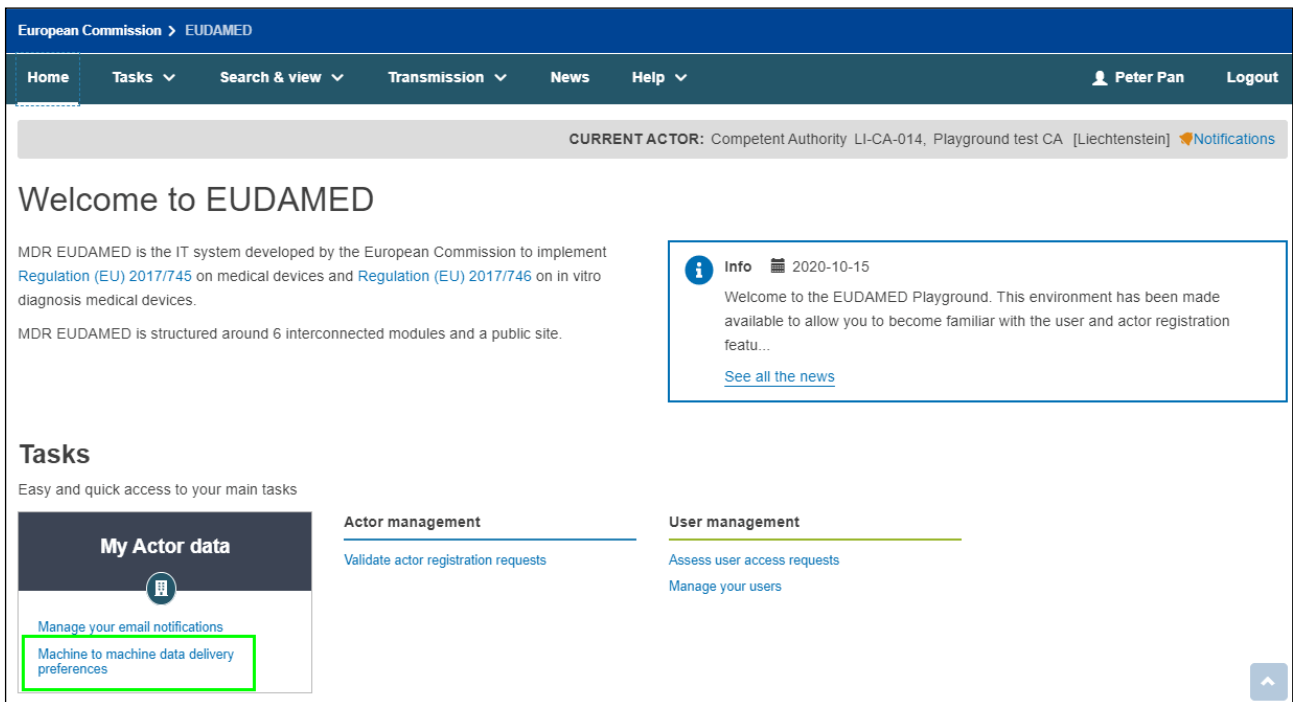 European Commission > EUDAMED
Home Tasks Search & view Transmission News Help Peter Pan Logout
CURRENT ACTOR: Competent Authority LI-CA-014, Playground test CA [Liechtenstein] Notifications
Welcome to EUDAMED
MDR EUDAMED is the IT system developed by the European Commission to implement
Regulation (EU) 2017/745 on medical devices and Regulation (EU) 2017/746 on in vitro
diagnosis medical devices.
MDR EUDAMED is structured around 6 interconnected modules and a public site.
Info 2020-10-15
Welcome to the EUDAMED Playground. This environment has been made
available to allow you to become familiar with the user and actor registration
featu...
See all the news
Tasks
Easy and quick access to your main tasks
My Actor data
Manage your email notifications
Machine to machine data delivery
preferences
Actor management
Validate actor registration requests
User management
Assess user access requests
Manage your users